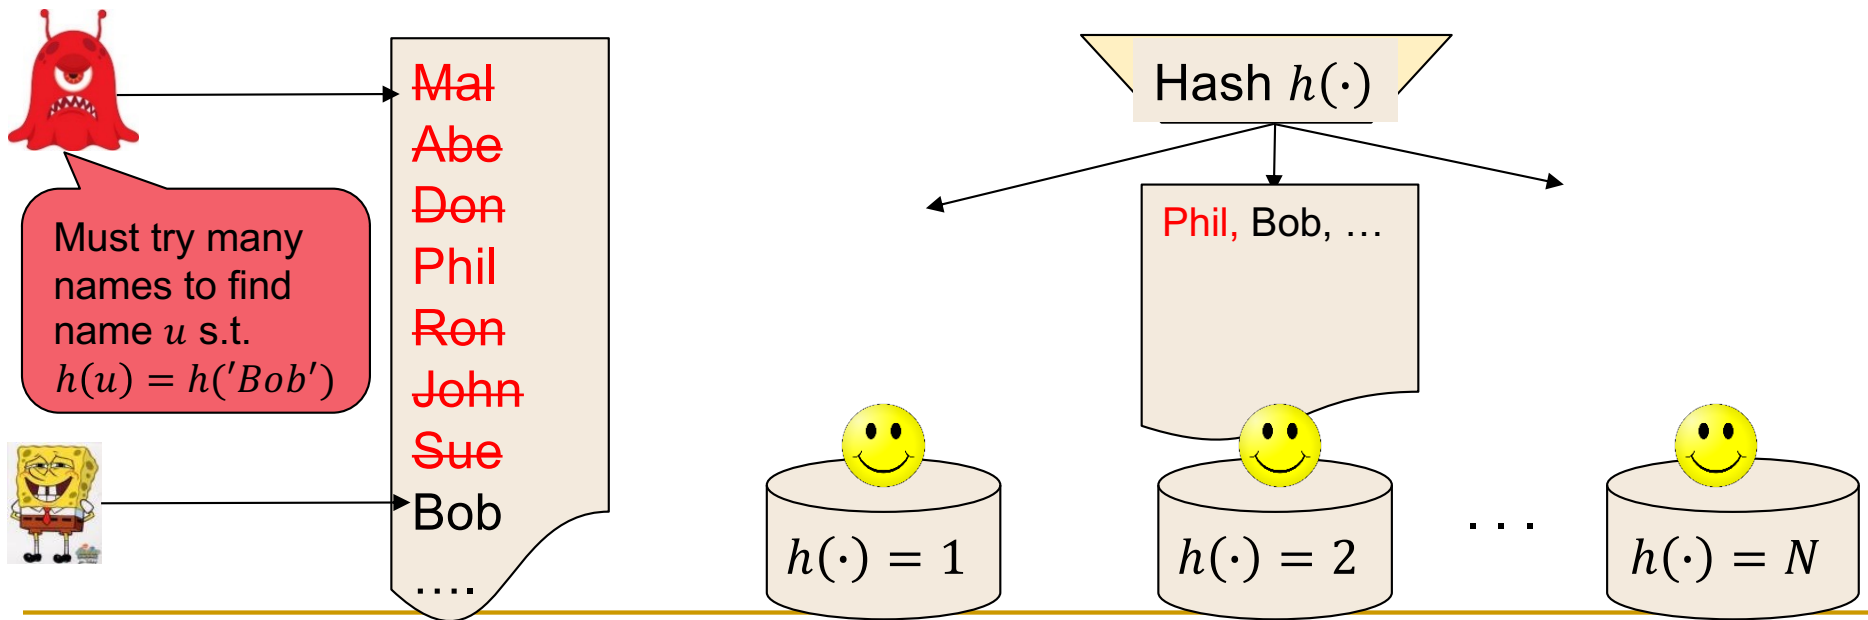 Must try many
names to find
name u s.t.
h(u) = h('Bob')
Mal
Abe
Don
Phil
Ron
John
Sue
Bob
....
Hash h(·)
Phil, Bob, …
h(·) = 1
h(·) = 2
. . .
h(·) = N